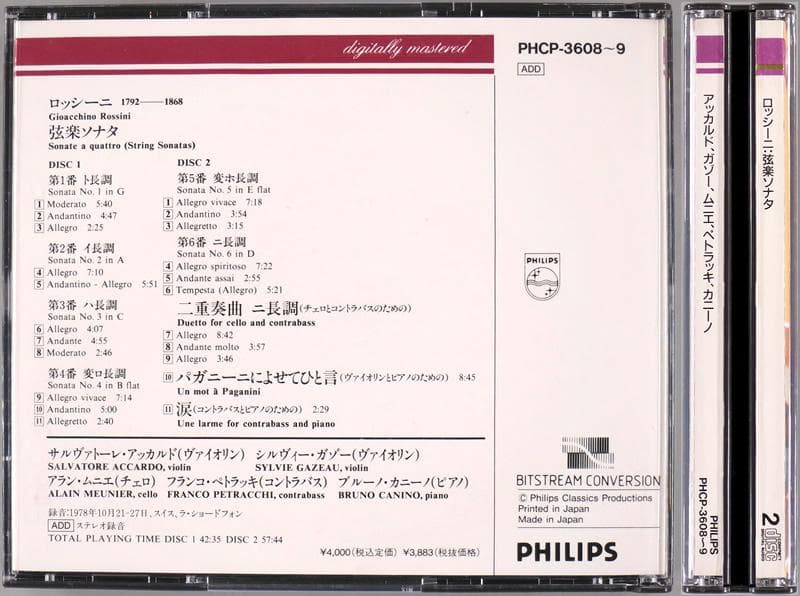 digitally mastered
PHCP-3608~9
ADD
ロッシーニ 1792——1868
Gioacchino Rossini
弦楽ソナタ
Sonate a quattro (String Sonatas)
DISC 1
第1番 ト長調
Sonata No. 1 in G
1 Moderato 5:40
2 Andantino 4:47
3 Allegro 2:25
第2番 イ長調
Sonata No. 2 in A
4 Allegro 7:10
5 Andantino - Allegro 5:51
第3番 ハ長調
Sonata No. 3 in C
6 Allegro 4:07
7 Andante 4:55
8 Moderato 2:46
第4番 変ロ長調
Sonata No. 4 in B flat
9 Allegro vivace 7:14
10 Andantino 5:00
11 Allegretto 2:40
DISC 2
第5番 変ホ長調
Sonata No. 5 in E flat
1 Allegro vivace 7:18
2 Andantino 3:54
3 Allegretto 3:15
第6番 ニ長調
Sonata No. 6 in D
4 Allegro spiritoso 7:22
5 Andante assai 2:55
6 Tempesta (Allegro) 5:21
二重奏曲 ニ長調(チェロとコントラバスのための)
Duetto for cello and contrabass
7 Allegro 8:42
8 Andante molto 3:57
9 Allegro 3:46
10 パガニーニによせてひと言(ヴァイオリンとピアノのための) 8:45
Un mot à Paganini
11 涙(コントラバスとピアノのための) 2:29
Une larme for contrabass and piano
サルヴァトーレ・アッカルド(ヴァイオリン) シルヴィー・ガゾー(ヴァイオリン)
SALVATORE ACCARDO, violin SYLVIE GAZEAU, violin
アラン・ムニエ(チェロ) フランコ・ペトラッキ(コントラバス) ブルーノ・カニーノ(ピアノ)
ALAIN MEUNIER, cello FRANCO PETRACCHI, contrabass BRUNO CANINO, piano
録音:1978年10月21-27日、スイス、ラ・ショードフォン
ADD ステレオ録音
TOTAL PLAYING TIME DISC 1 42:35 DISC 2 57:44
¥4,000(税込定価) ¥3,883(税抜価格)
PHILIPS
BITSTREAM CONVERSION
© Philips Classics Productions
Printed in Japan
Made in Japan
PHILIPS
アッカルド、ガゾー、ムニエ、ペトラッキ、カニーノ
PHILIPS
PHCP-3608~9
ロッシーニ:弦楽ソナタ
2
disc